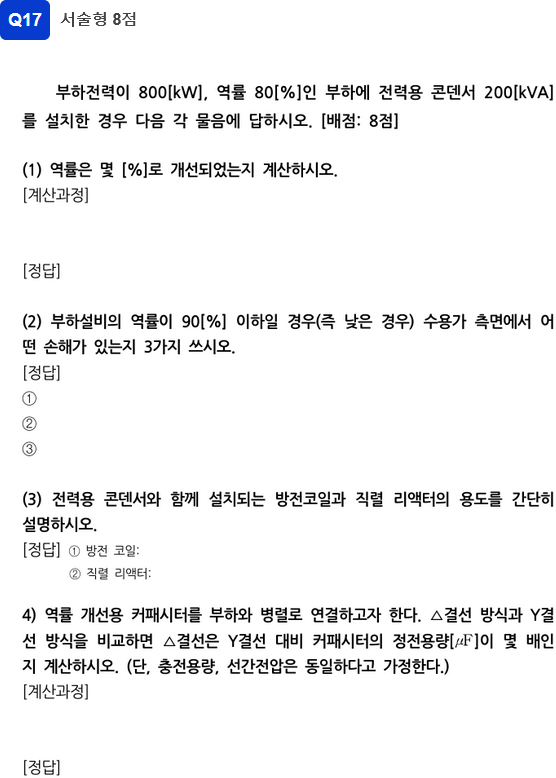 Q17 서술형 8점
부하전력이 800[kW], 역률 80[%]인 부하에 전력용 콘덴서 200[kVA]
를 설치한 경우 다음 각 물음에 답하시오. [배점: 8점]
(1) 역률은 몇 [%]로 개선되었는지 계산하시오.
[계산과정]
[정답]
(2) 부하설비의 역률이 90[%] 이하일 경우(즉 낮은 경우) 수용가 측면에서 어
떤 손해가 있는지 3가지 쓰시오.
[정답]
①
②
③
(3) 전력용 콘덴서와 함께 설치되는 방전코일과 직렬 리액터의 용도를 간단히
설명하시오.
[정답] ① 방전 코일:
② 직렬 리액터:
4) 역률 개선용 커패시터를 부하와 병렬로 연결하고자 한다. △결선 방식과 Y결
선 방식을 비교하면 △결선은 Y결선 대비 커패시터의 정전용량[μF]이 몇 배인
지 계산하시오. (단, 충전용량, 선간전압은 동일하다고 가정한다.)
[계산과정]
[정답]